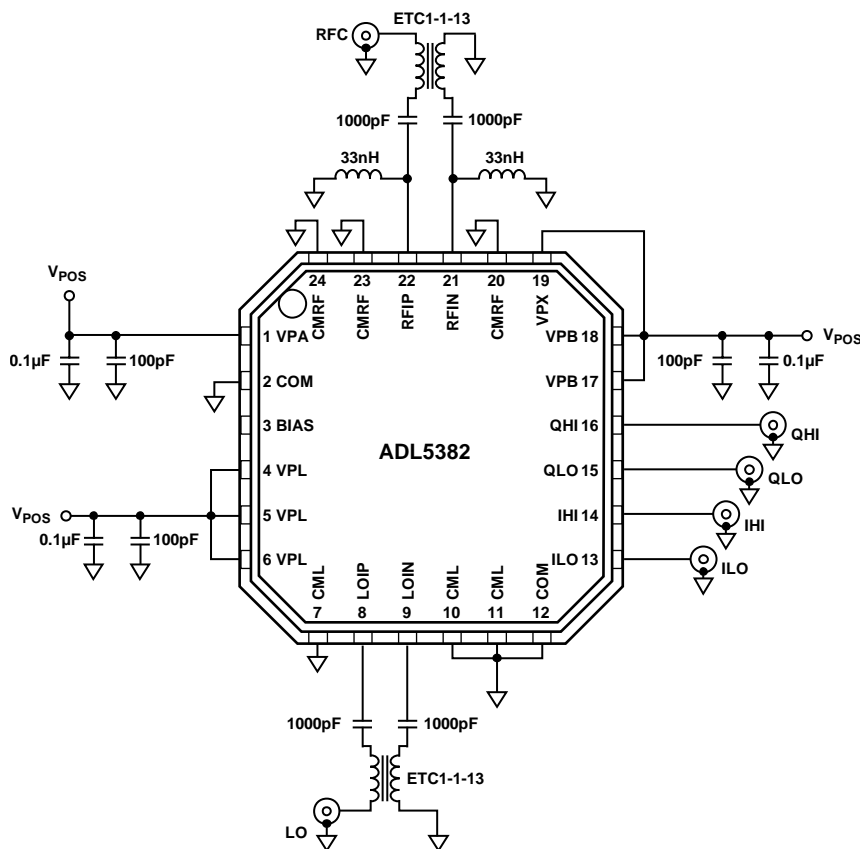 ETC1-1-13
RFC
1000pF 1000pF
33nH 33nH
24 23 22 21 20 19
CMRF CMRF RFIP RFIN CMRF VPX
VPOS
1 VPA
0.1µF 100pF
2 COM
3 BIAS
4 VPL
VPOS 5 VPL
0.1µF 100pF
6 VPL
ADL5382
VPB 18
VPOS
100pF 0.1µF
VPB 17
QHI 16
QHI
QLO 15
QLO
IHI 14
IHI
ILO 13
ILO
CML LOIP LOIN CML CML COM
7 8 9 10 11 12
1000pF 1000pF
ETC1-1-13
LO